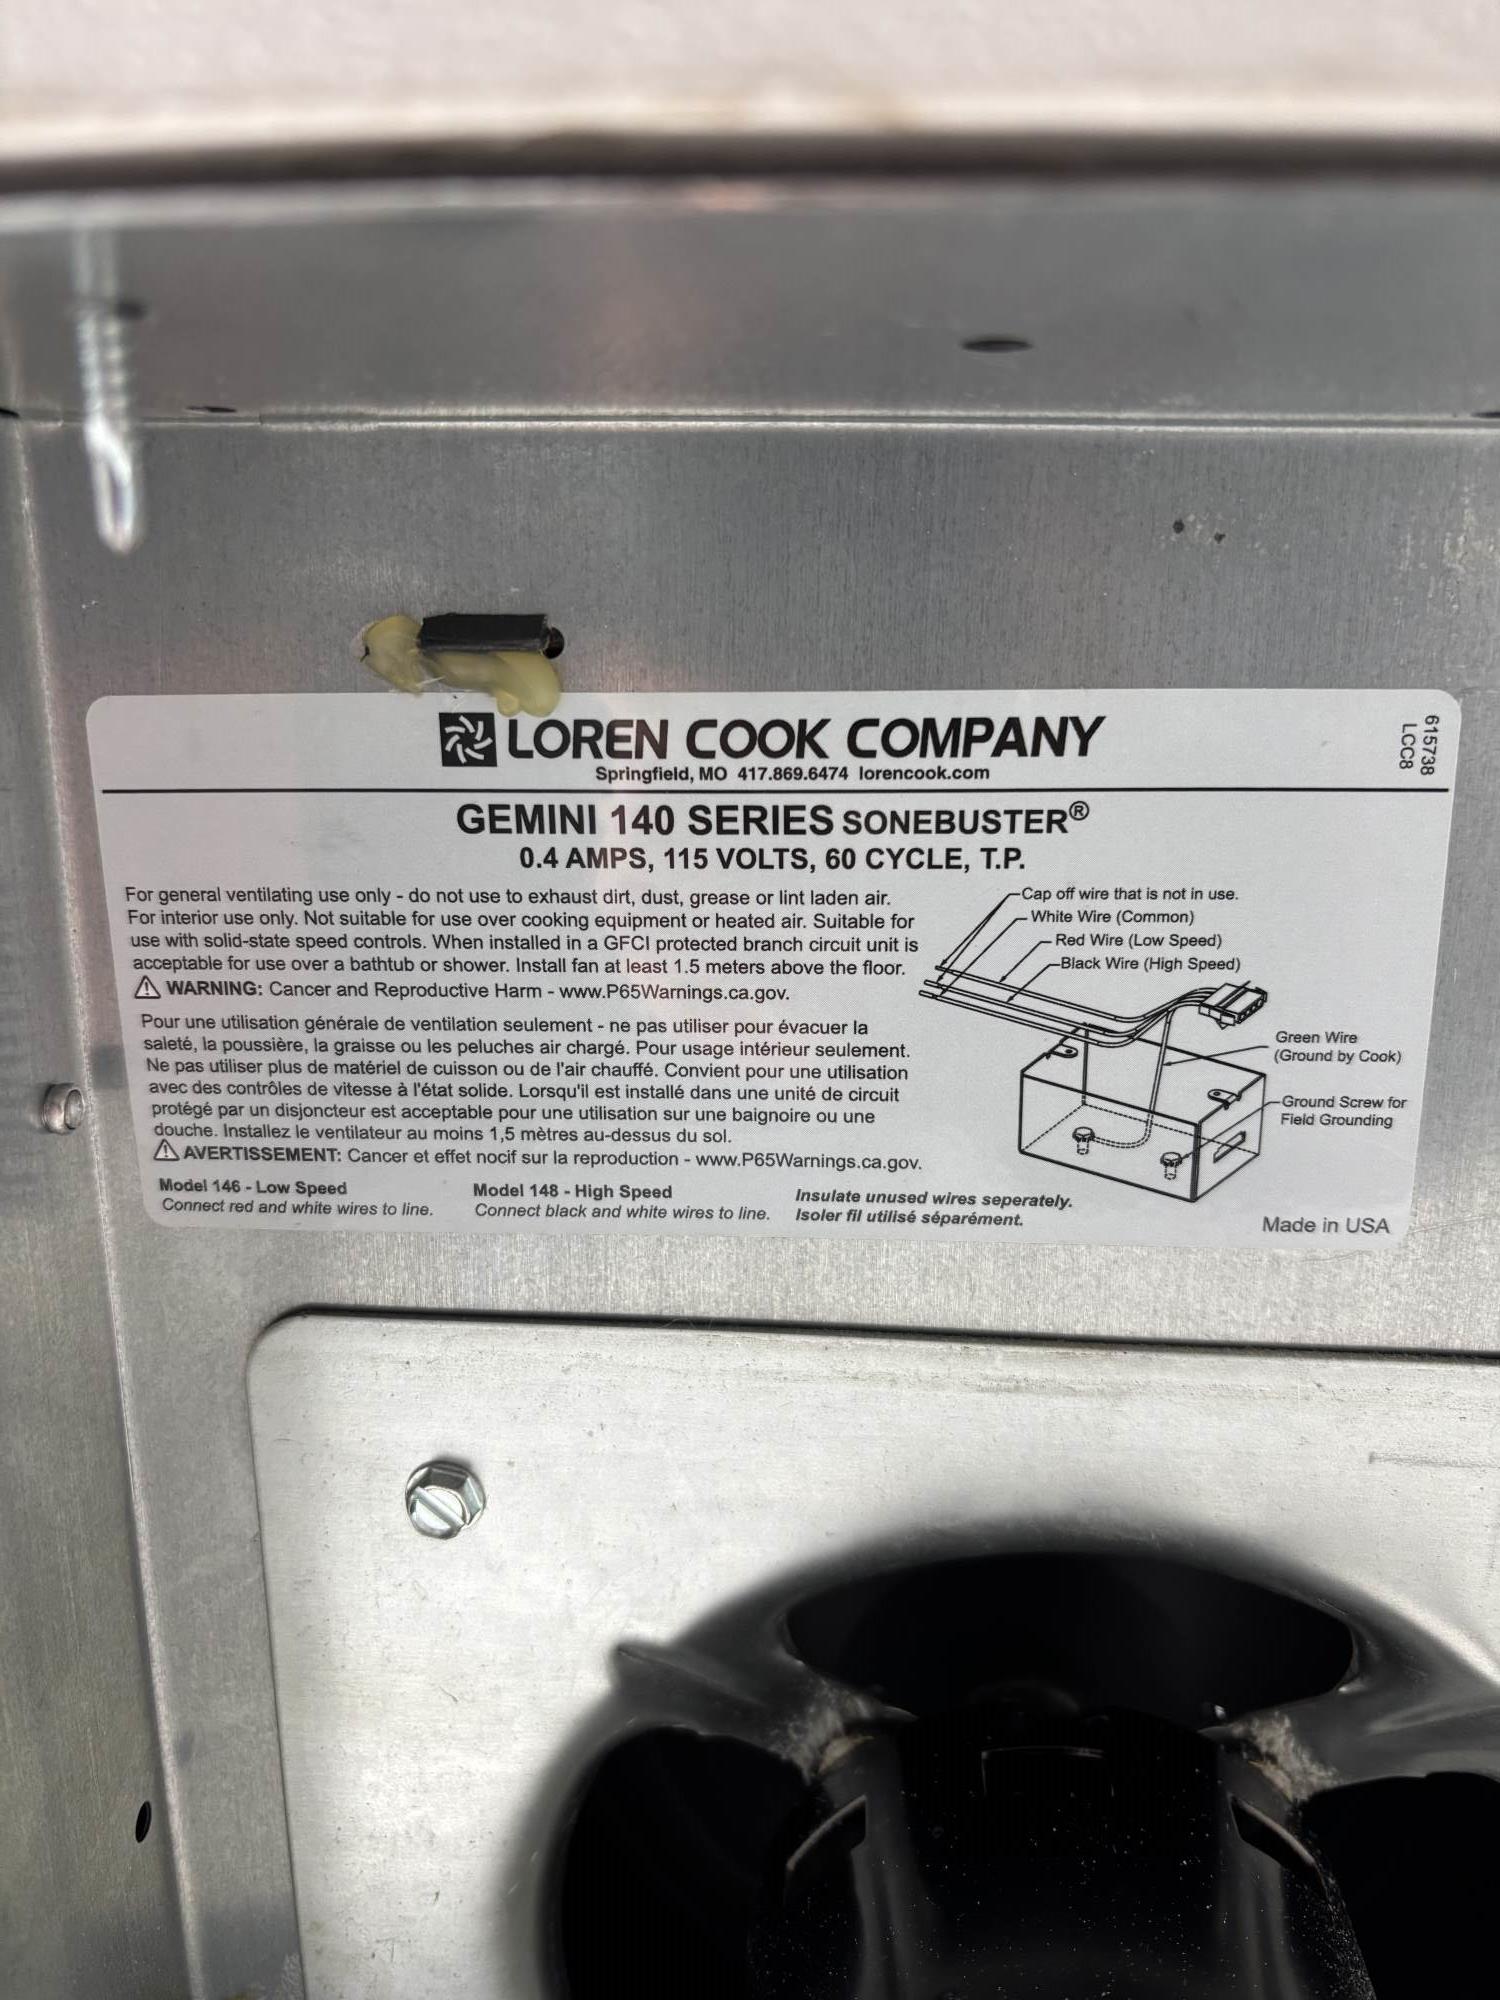 LOREN COOK COMPANY
Springfield, MO 417.869.6474 lorencook.com
615738
LCC8
GEMINI 140 SERIES SONEBUSTER®
0.4 AMPS, 115 VOLTS, 60 CYCLE, T.P.
For general ventilating use only - do not use to exhaust dirt, dust, grease or lint laden air.
For interior use only. Not suitable for use over cooking equipment or heated air. Suitable for
use with solid-state speed controls. When installed in a GFCI protected branch circuit unit is
acceptable for use over a bathtub or shower. Install fan at least 1.5 meters above the floor.
⚠ WARNING: Cancer and Reproductive Harm - www.P65Warnings.ca.gov.
Pour une utilisation générale de ventilation seulement - ne pas utiliser pour évacuer la
saleté, la poussière, la graisse ou les peluches air chargé. Pour usage intérieur seulement.
Ne pas utiliser plus de matériel de cuisson ou de l'air chauffé. Convient pour une utilisation
avec des contrôles de vitesse à l'état solide. Lorsqu'il est installé dans une unité de circuit
protégé par un disjoncteur est acceptable pour une utilisation sur une baignoire ou une
douche. Installez le ventilateur au moins 1,5 mètres au-dessus du sol.
⚠ AVERTISSEMENT: Cancer et effet nocif sur la reproduction - www.P65Warnings.ca.gov.
Cap off wire that is not in use.
White Wire (Common)
Red Wire (Low Speed)
Black Wire (High Speed)
Green Wire
(Ground by Cook)
Ground Screw for
Field Grounding
Model 146 - Low Speed
Connect red and white wires to line.
Model 148 - High Speed
Connect black and white wires to line.
Insulate unused wires seperately.
Isoler fil utilisé séparément.
Made in USA